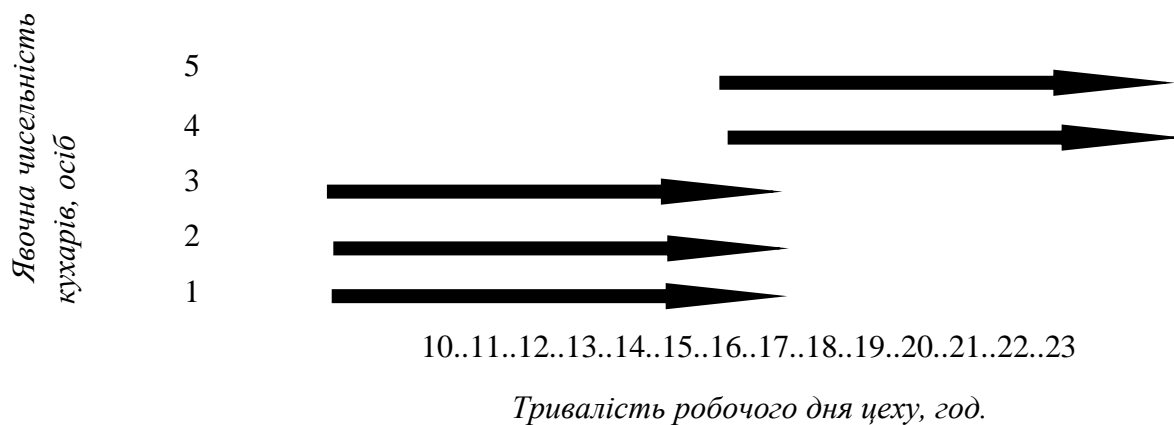 Явочна чисельність
кухарів, осіб
5
4
3
2
1
10..11..12..13..14..15..16..17..18..19..20..21..22..23
Тривалість робочого дня цеху, год.